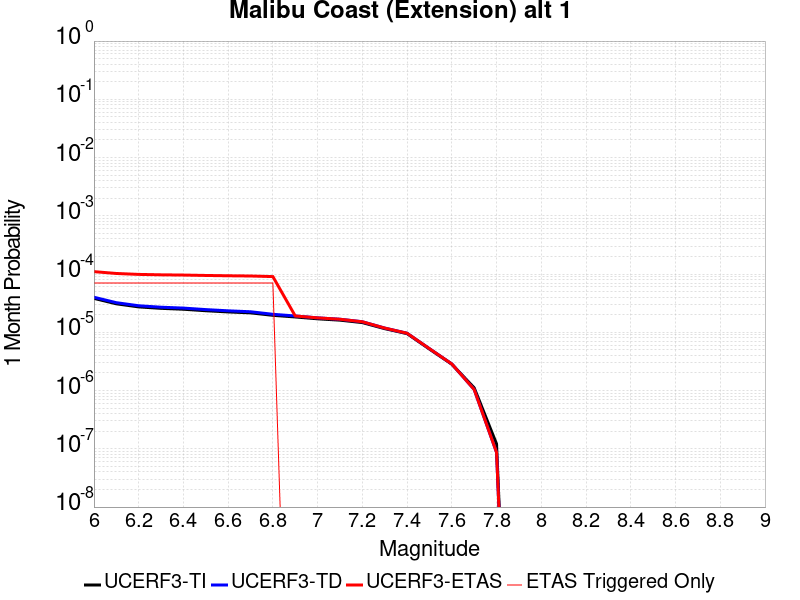 Malibu Coast (Extension) alt 1
10^0
10^-1
10^-2
10^-3
10^-4
10^-5
10^-6
10^-7
10^-8
1 Month Probability
6 6.2 6.4 6.6 6.8 7 7.2 7.4 7.6 7.8 8 8.2 8.4 8.6 8.8 9
Magnitude
UCERF3-TI UCERF3-TD UCERF3-ETAS ETAS Triggered Only